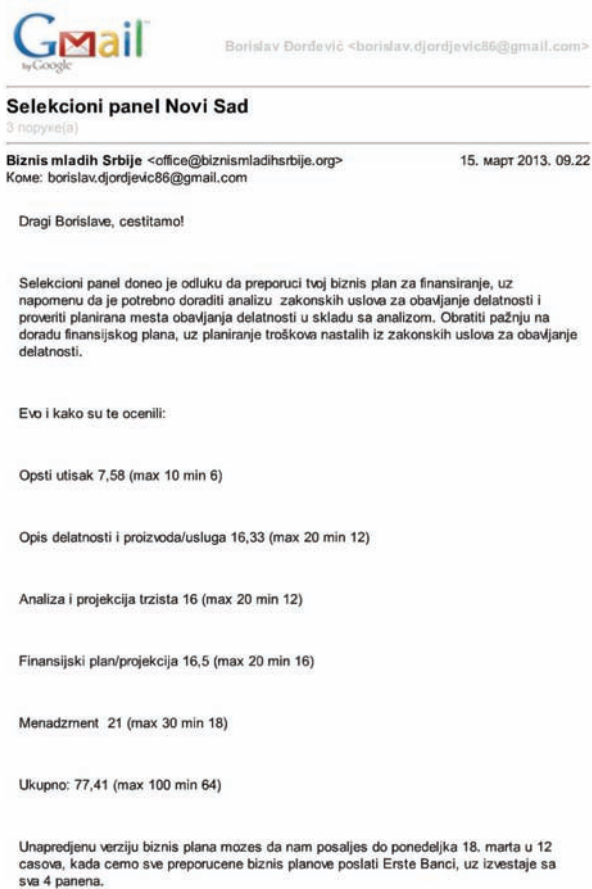 Gmail
by Google
Borislav Đorđević <borislav.djordjevic86@gmail.com>
Selekcioni panel Novi Sad
3 поруке(а)
Biznis mladih Srbije <office@biznismladihsrbije.org>
15. март 2013. 09.22
Коме: borislav.djordjevic86@gmail.com
Dragi Borislave, cestitamo!
Selekcioni panel doneo je odluku da preporuci tvoj biznis plan za finansiranje, uz
napomenu da je potrebno doraditi analizu zakonskih uslova za obavljanje delatnosti i
proveriti planirana mesta obavljanja delatnosti u skladu sa analizom. Obratiti pažnju na
doradu finansijskog plana, uz planiranje troškova nastalih iz zakonskih uslova za obavljanje
delatnosti.
Evo i kako su te ocenili:
Opsti utisak 7,58 (max 10 min 6)
Opis delatnosti i proizvoda/usluga 16,33 (max 20 min 12)
Analiza i projekcija trzista 16 (max 20 min 12)
Finansijski plan/projekcija 16,5 (max 20 min 16)
Menadzment 21 (max 30 min 18)
Ukupno: 77,41 (max 100 min 64)
Unapredjenu verziju biznis plana mozes da nam posaljes do ponedeljka 18. marta u 12
casova, kada cemo sve preporucene biznis planove poslati Erste Banci, uz izvestaje sa
sva 4 panena.